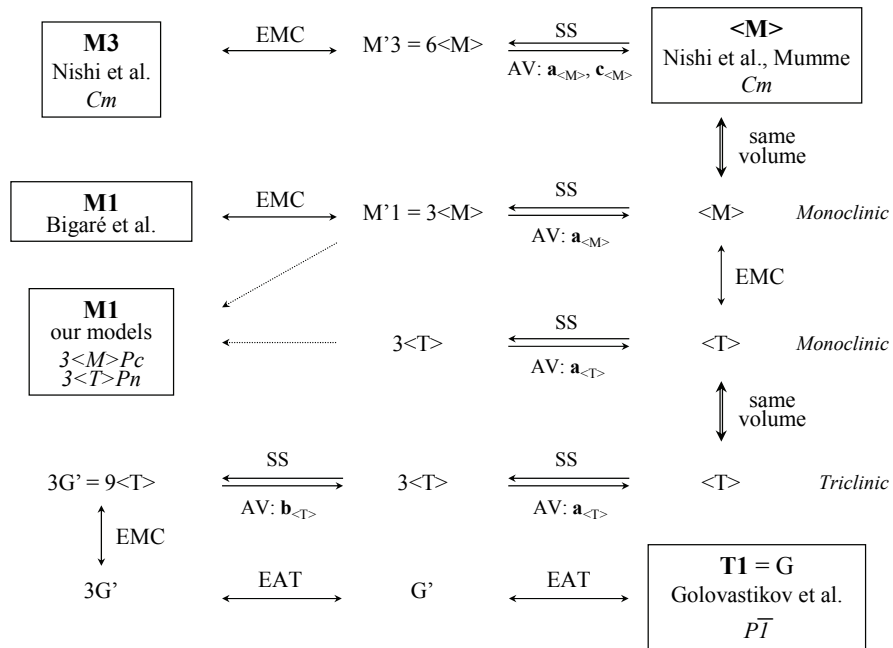 M3
Nishi et al.
Cm
EMC
M’3 = 6<M>
SS
AV: a<M>, c<M>
<M>
Nishi et al., Mumme
Cm
same
volume
M1
Bigaré et al.
EMC
M’1 = 3<M>
SS
AV: a<M>
<M>
Monoclinic
EMC
M1
our models
3<M>Pc
3<T>Pn
3<T>
SS
AV: a<T>
<T>
Monoclinic
same
volume
3G’ = 9<T>
SS
AV: b<T>
3<T>
SS
AV: a<T>
<T>
Triclinic
EMC
3G’
EAT
G’
EAT
T1 = G
Golovastikov et al.
P1̅